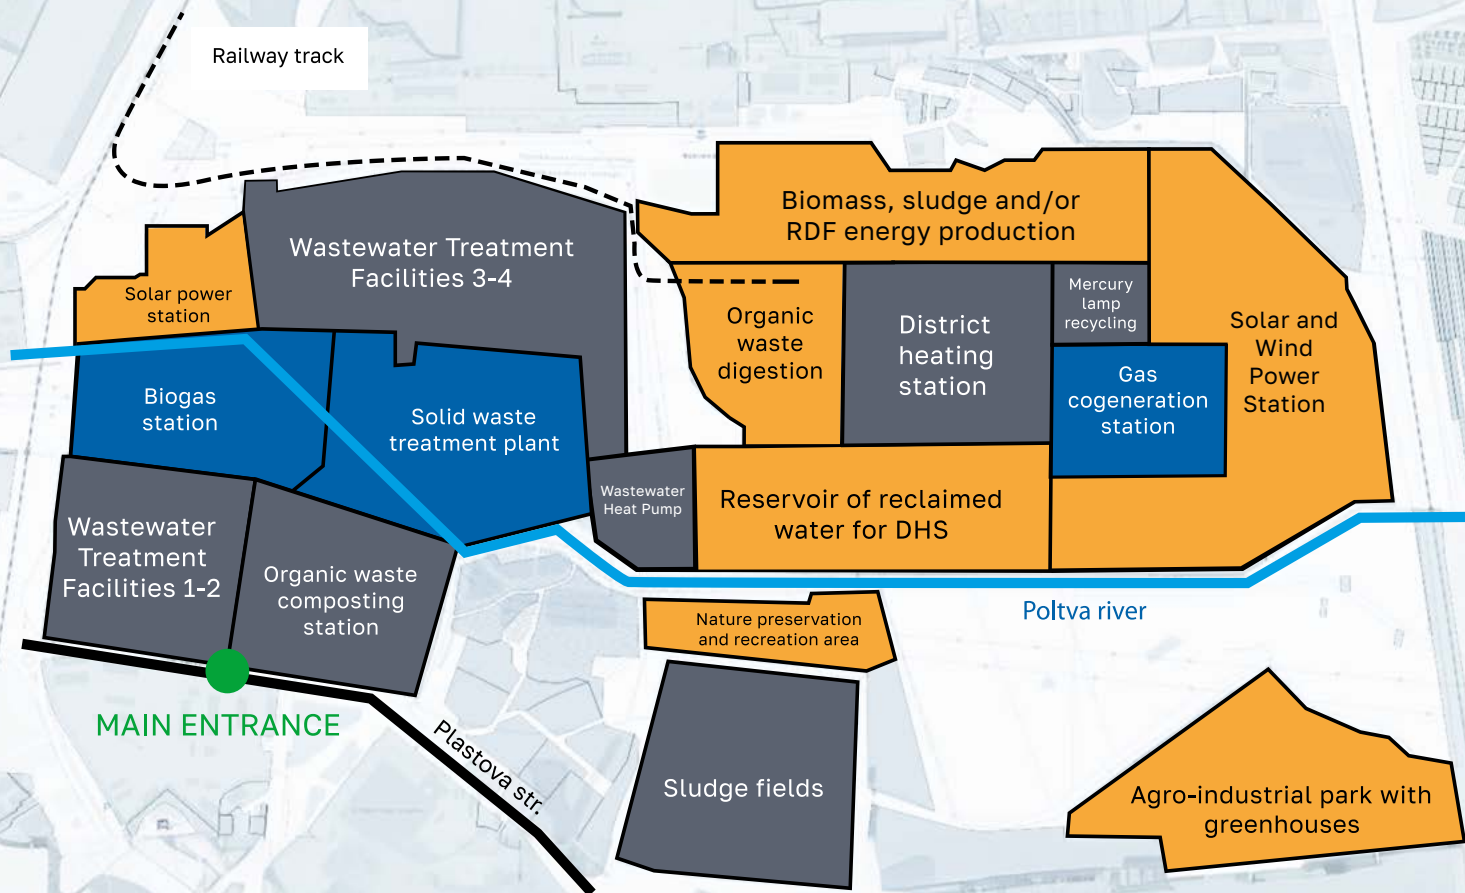 Railway track
Biomass, sludge and/or
RDF energy production
Wastewater Treatment
Facilities 3-4
Solar power
station
Organic
waste
digestion
District
heating
station
Mercury
lamp
recycling
Solar and
Wind
Power
Station
Biogas
station
Solid waste
treatment plant
Gas
cogeneration
station
Wastewater
Heat Pump
Reservoir of reclaimed
water for DHS
Wastewater
Treatment
Facilities 1-2
Organic waste
composting
station
Nature preservation
and recreation area
Poltva river
MAIN ENTRANCE
Plastova str.
Sludge fields
Agro-industrial park with
greenhouses